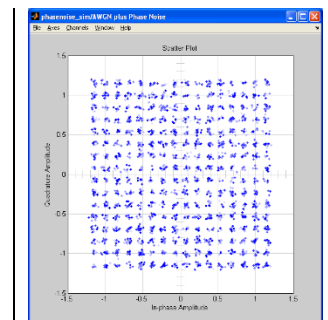 phasenoise_sim/AWGN plus Phase Noise
File Axes Channels Window Help
Scatter Plot
1.5
1
0.5
0
-0.5
-1
-1.5
Quadrature Amplitude
-1.5 -1 -0.5 0 0.5 1 1.5
In-phase Amplitude